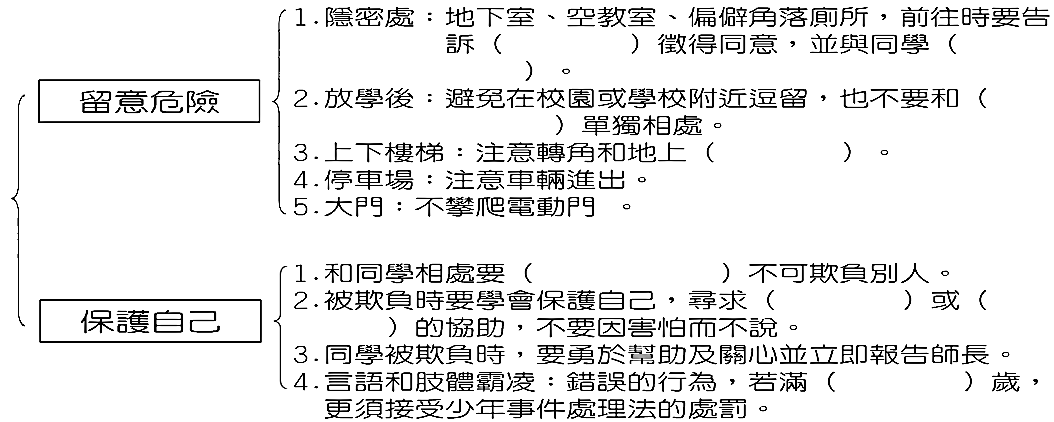 留意危險
1.隱密處：地下室、空教室、偏僻角落廁所，前往時要告
訴（　　　　　）徵得同意，並與同學（
　　　　　　　　）。
2.放學後：避免在校園或學校附近逗留，也不要和（
　　　　　　　　）單獨相處。
3.上下樓梯：注意轉角和地上（　　　　　）。
4.停車場：注意車輛進出。
5.大門：不攀爬電動門 。
保護自己
1.和同學相處要（　　　　　　　）不可欺負別人。
2.被欺負時要學會保護自己，尋求（　　　　　）或（
　　　）的協助，不要因害怕而不說。
3.同學被欺負時，要勇於幫助及關心並立即報告師長。
4.言語和肢體霸凌：錯誤的行為，若滿（　　　　　）歲，
更須接受少年事件處理法的處罰。